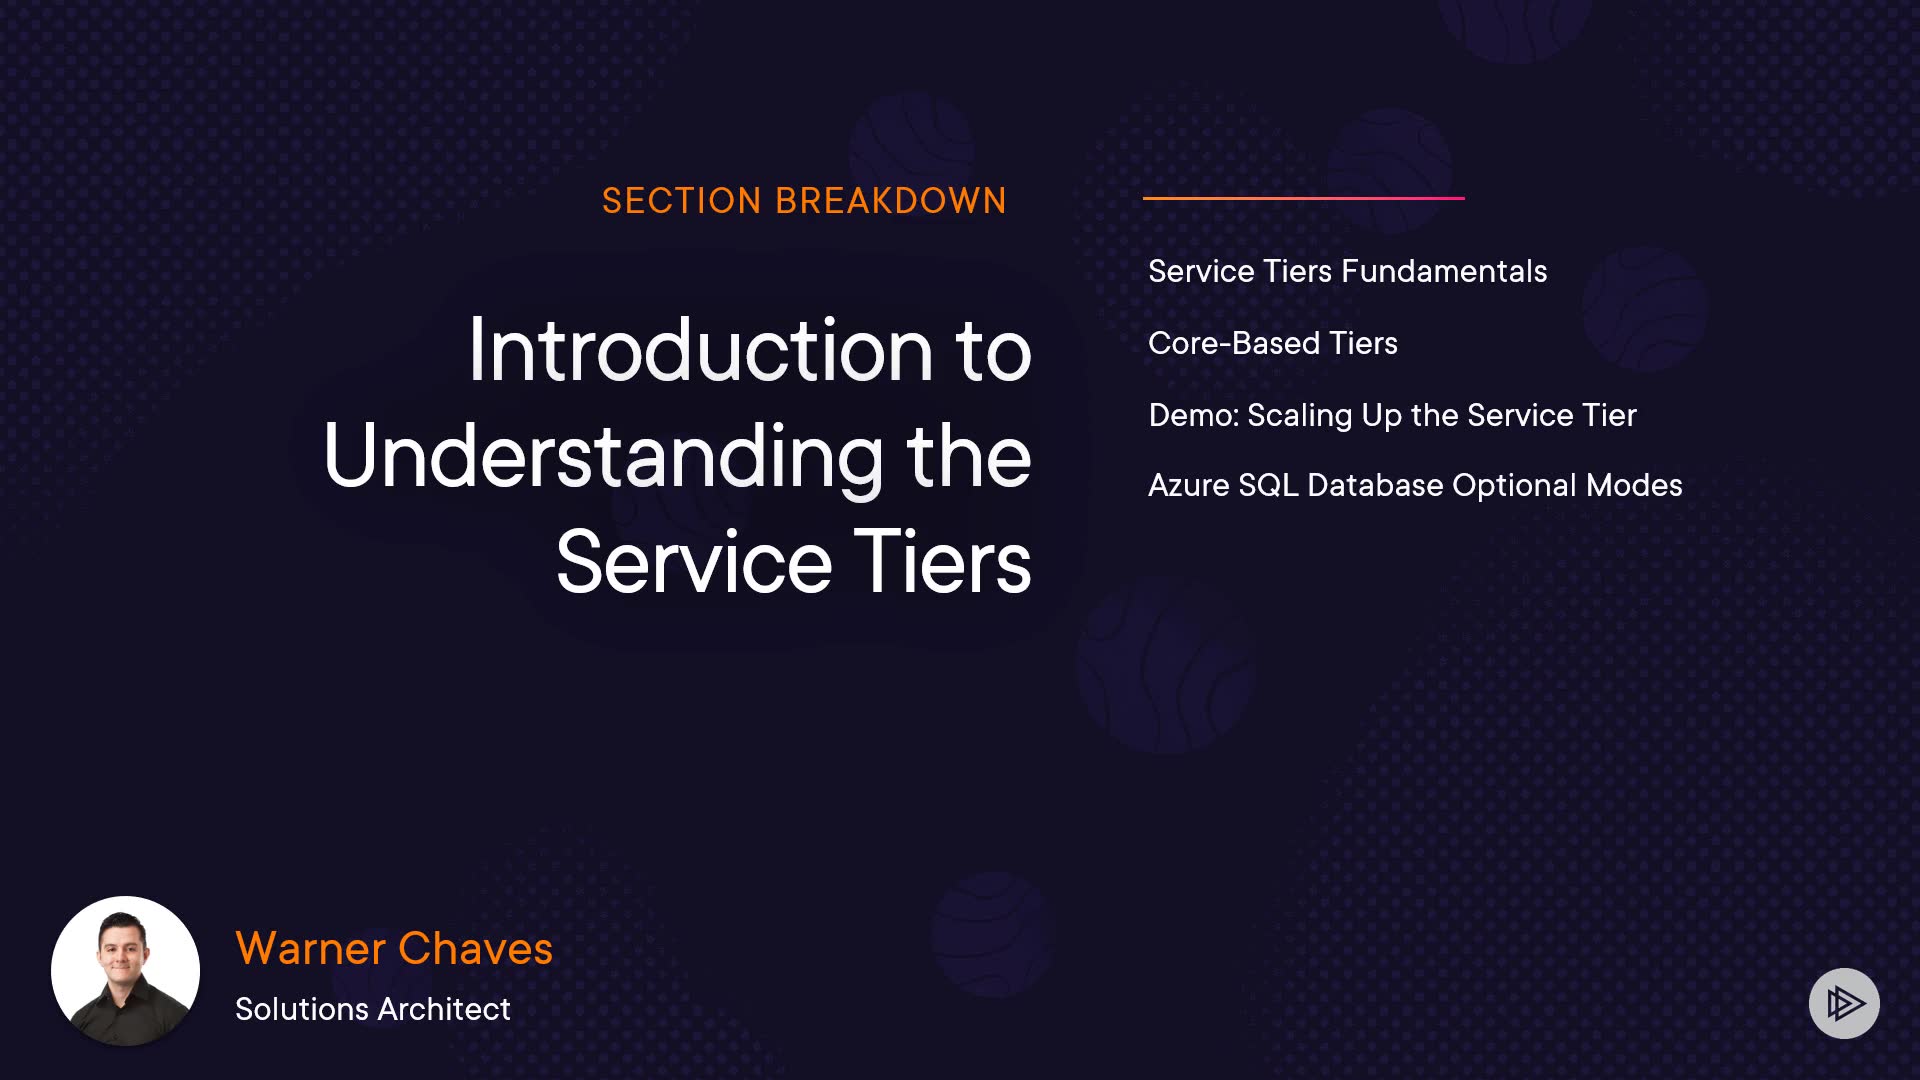 SECTION BREAKDOWN
Introduction to
Understanding the
Service Tiers
Service Tiers Fundamentals
Core-Based Tiers
Demo: Scaling Up the Service Tier
Azure SQL Database Optional Modes
Warner Chaves
Solutions Architect